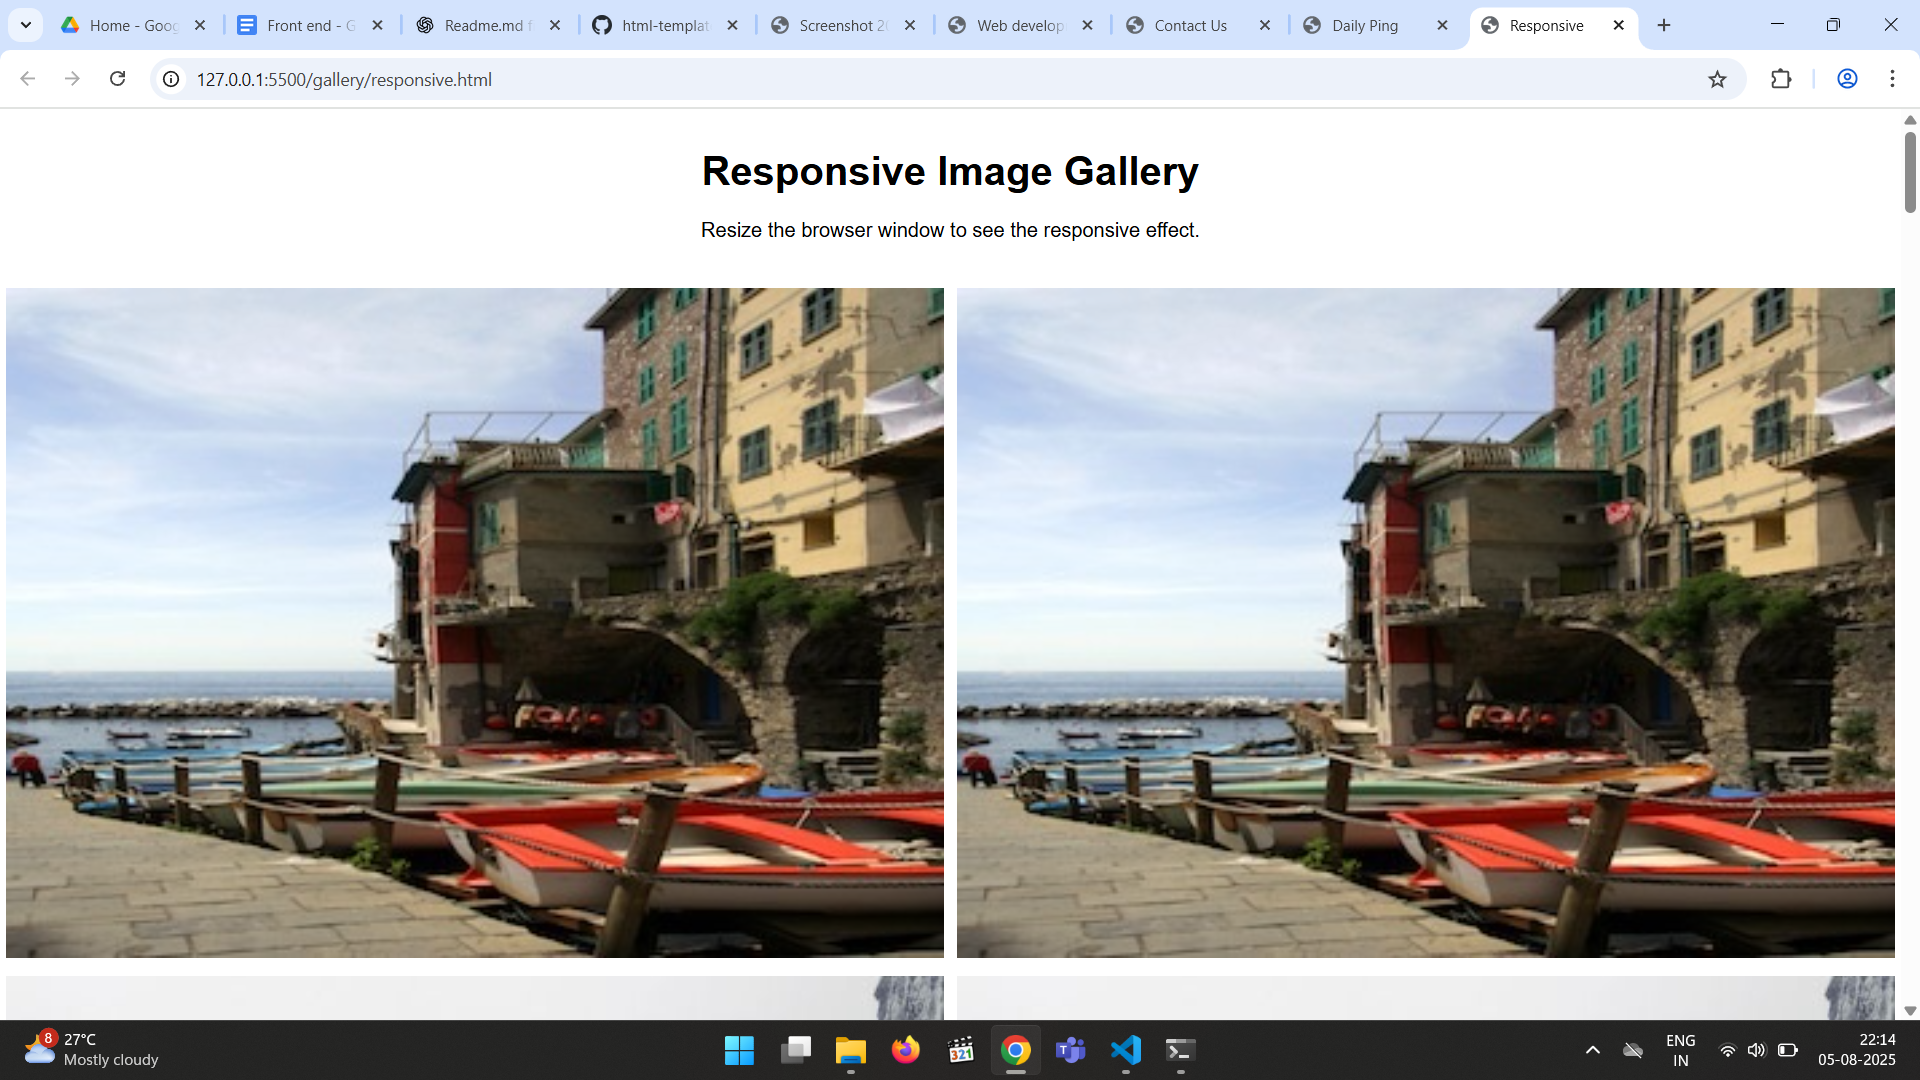 Home - Goog
Front end - G
Readme.md f
html-templat
Screenshot 20
Web develop
Contact Us
Daily Ping
Responsive
127.0.0.1:5500/gallery/responsive.html
Responsive Image Gallery
Resize the browser window to see the responsive effect.
8
27°C
Mostly cloudy
321
T
ENG
IN
22:14
05-08-2025